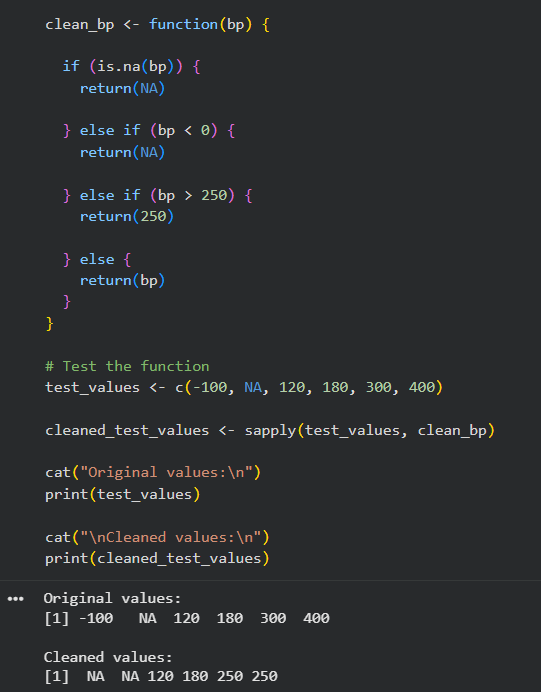 clean_bp <- function(bp) {
  if (is.na(bp)) {
    return(NA)
  } else if (bp < 0) {
    return(NA)
  } else if (bp > 250) {
    return(250)
  } else {
    return(bp)
  }
}
# Test the function
test_values <- c(-100, NA, 120, 180, 300, 400)
cleaned_test_values <- sapply(test_values, clean_bp)
cat("Original values:\n")
print(test_values)
cat("\nCleaned values:\n")
print(cleaned_test_values)
Original values:
[1] -100   NA  120  180  300  400
Cleaned values:
[1]  NA  NA 120 180 250 250